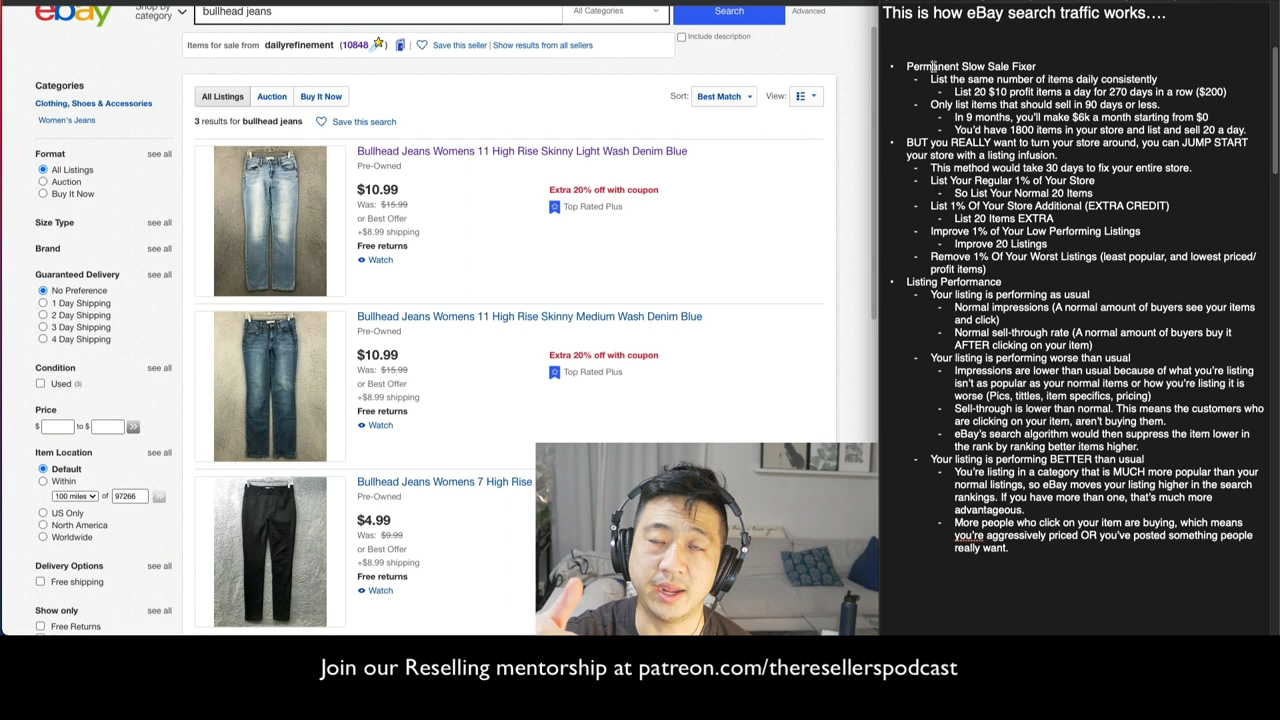 ebay
Shop by
category
bullhead jeans
All Categories
Search
Advanced
Items for sale from dailyrefinement (10848 ) | Save this seller | Show results from all sellers
Include description
Categories
Clothing, Shoes & Accessories
Women's Jeans
Format see all
All Listings
Auction
Buy It Now
Size Type see all
Brand see all
Guaranteed Delivery see all
No Preference
1 Day Shipping
2 Day Shipping
3 Day Shipping
4 Day Shipping
Condition see all
Used (3)
Price
$ to $
Item Location see all
Default
Within
100 miles of 97266
US Only
North America
Worldwide
Delivery Options see all
Free shipping
Show only see all
Free Returns
All Listings Auction Buy It Now
Sort: Best Match View:
3 results for bullhead jeans Save this search
Bullhead Jeans Womens 11 High Rise Skinny Light Wash Denim Blue
Pre-Owned
$10.99
Was: $15.99
or Best Offer
+$8.99 shipping
Free returns
Watch
Extra 20% off with coupon
Top Rated Plus
Bullhead Jeans Womens 11 High Rise Skinny Medium Wash Denim Blue
Pre-Owned
$10.99
Was: $15.99
or Best Offer
+$8.99 shipping
Free returns
Watch
Extra 20% off with coupon
Top Rated Plus
Bullhead Jeans Womens 7 High Rise
Pre-Owned
$4.99
Was: $9.99
or Best Offer
+$8.99 shipping
Free returns
Watch
This is how eBay search traffic works….
• Permanent Slow Sale Fixer
- List the same number of items daily consistently
- List 20 $10 profit items a day for 270 days in a row ($200)
- Only list items that should sell in 90 days or less.
- In 9 months, you'll make $6k a month starting from $0
- You'd have 1800 items in your store and list and sell 20 a day.
• BUT you REALLY want to turn your store around, you can JUMP START
your store with a listing infusion.
- This method would take 30 days to fix your entire store.
- List Your Regular 1% of Your Store
- So List Your Normal 20 Items
- List 1% Of Your Store Additional (EXTRA CREDIT)
- List 20 Items EXTRA
- Improve 1% of Your Low Performing Listings
- Improve 20 Listings
- Remove 1% Of Your Worst Listings (least popular, and lowest priced/
profit items)
• Listing Performance
- Your listing is performing as usual
- Normal impressions (A normal amount of buyers see your items
and click)
- Normal sell-through rate (A normal amount of buyers buy it
AFTER clicking on your item)
- Your listing is performing worse than usual
- Impressions are lower than usual because of what you're listing
isn't as popular as your normal items or how you're listing it is
worse (Pics, tittles, item specifics, pricing)
- Sell-through is lower than normal. This means the customers who
are clicking on your item, aren't buying them.
- eBay's search algorithm would then suppress the item lower in
the rank by ranking better items higher.
- Your listing is performing BETTER than usual
- You're listing in a category that is MUCH more popular than your
normal listings, so eBay moves your listing higher in the search
rankings. If you have more than one, that's much more
advantageous.
- More people who click on your item are buying, which means
you're aggressively priced OR you've posted something people
really want.
Join our Reselling mentorship at patreon.com/theresellerspodcast